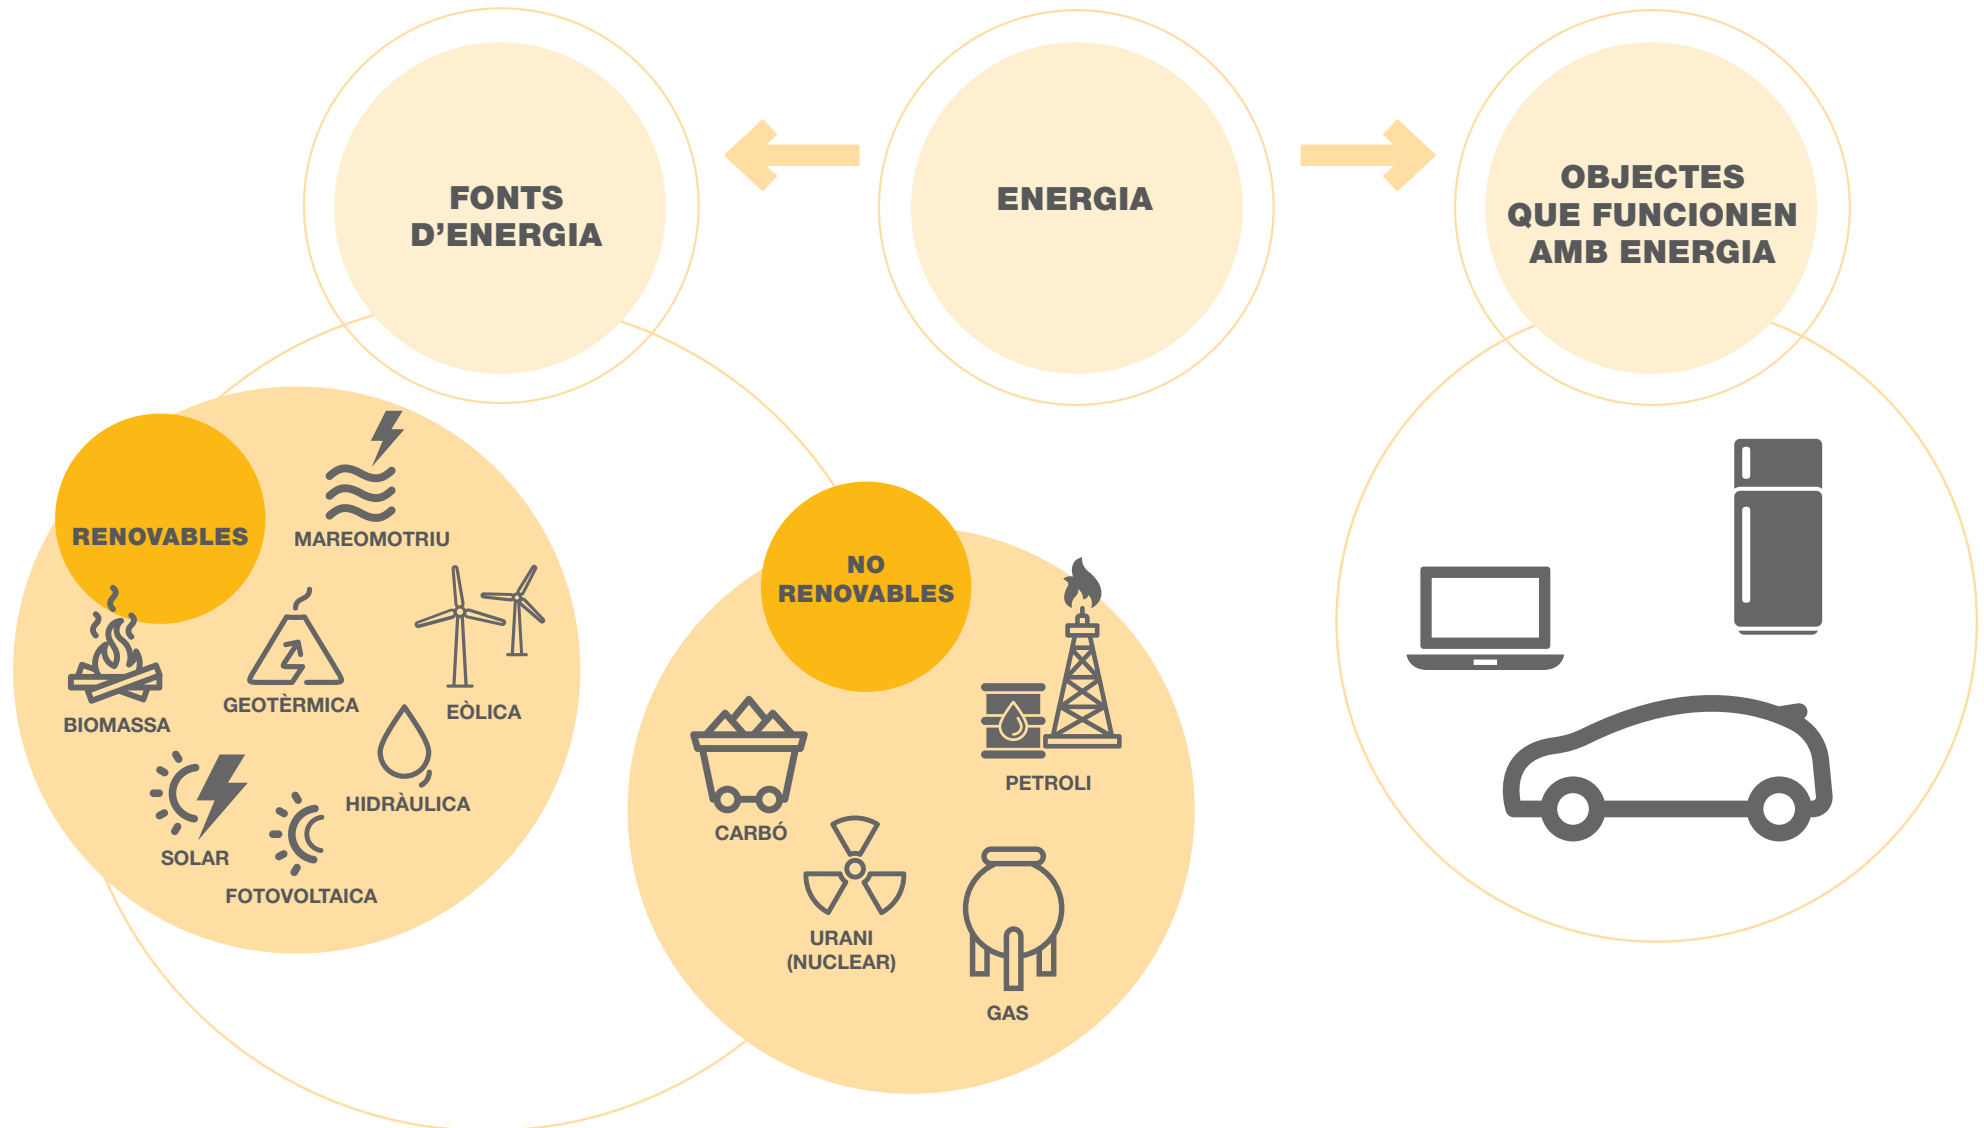 FONTS
D’ENERGIA
ENERGIA
OBJECTES
QUE FUNCIONEN
AMB ENERGIA
RENOVABLES
MAREOMOTRIU
BIOMASSA
GEOTÈRMICA
EÒLICA
HIDRÀULICA
SOLAR
FOTOVOLTAICA
NO
RENOVABLES
PETROLI
CARBÓ
URANI
(NUCLEAR)
GAS